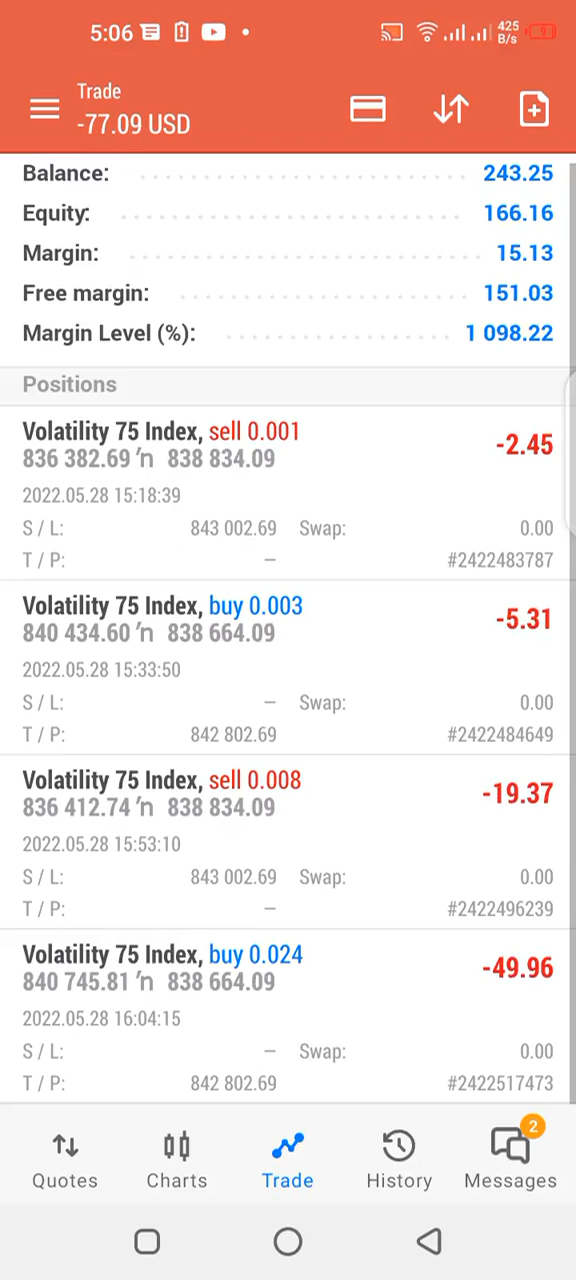 5:06
425
B/s
9
Trade
-77.09 USD
Balance: 243.25
Equity: 166.16
Margin: 15.13
Free margin: 151.03
Margin Level (%): 1 098.22
Positions
Volatility 75 Index, sell 0.001
-2.45
836 382.69 ’n 838 834.09
2022.05.28 15:18:39
S / L: 843 002.69 Swap: 0.00
T / P: – #2422483787
Volatility 75 Index, buy 0.003
-5.31
840 434.60 ’n 838 664.09
2022.05.28 15:33:50
S / L: – Swap: 0.00
T / P: 842 802.69 #2422484649
Volatility 75 Index, sell 0.008
-19.37
836 412.74 ’n 838 834.09
2022.05.28 15:53:10
S / L: 843 002.69 Swap: 0.00
T / P: – #2422496239
Volatility 75 Index, buy 0.024
-49.96
840 745.81 ’n 838 664.09
2022.05.28 16:04:15
S / L: – Swap: 0.00
T / P: 842 802.69 #2422517473
2
Quotes Charts Trade History Messages